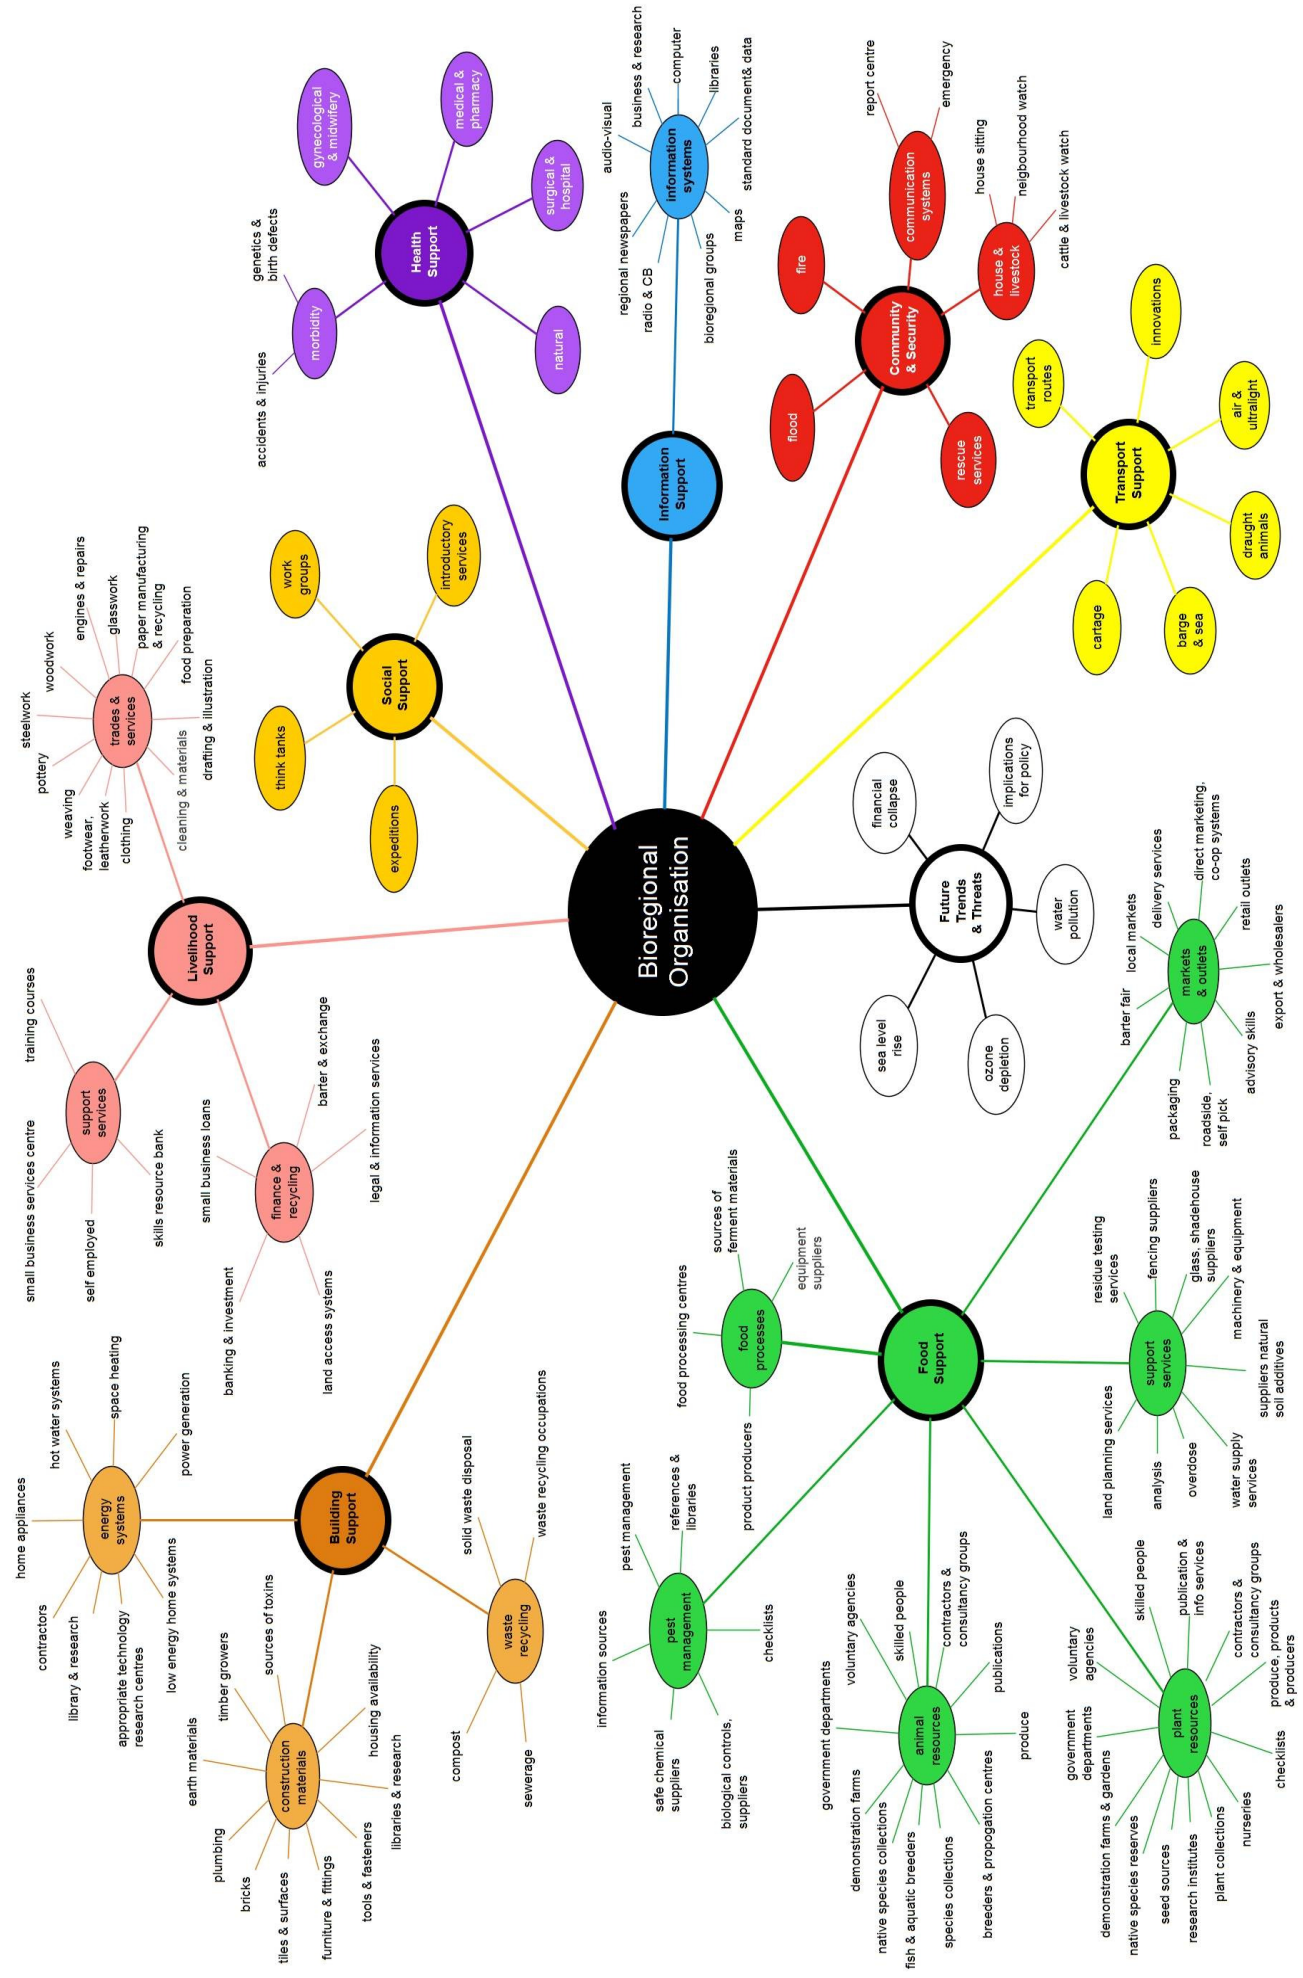 Bioregional
Organisation
Building
Support
energy
systems
home appliances
hot water systems
space heating
power generation
contractors
library & research
appropriate technology
research centres
low energy home systems
construction
materials
earth materials
timber growers
sources of toxins
housing availability
libraries & research
tools & fasteners
furniture & fittings
tiles & surfaces
bricks
plumbing
waste
recycling
solid waste disposal
waste recycling occupations
compost
sewerage
Livelihood
Support
support
services
training courses
small business services centre
self employed
skills resource bank
finance &
recycling
small business loans
barter & exchange
legal & information services
banking & investment
land access systems
trades &
services
steelwork
woodwork
engines & repairs
glasswork
paper manufacturing
& recycling
food preparation
drafting & illustration
cleaning & materials
clothing
footwear,
leatherwork
weaving
pottery
Social
Support
think tanks
work
groups
introductory
services
expeditions
Health
Support
morbidity
genetics &
birth defects
accidents & injuries
gynecological
& midwifery
medical &
pharmacy
surgical &
hospital
natural
Information
Support
information
systems
audio-visual
business & research
computer
libraries
standard document& data
maps
bioregional groups
radio & CB
regional newspapers
Community
& Security
flood
fire
communication
systems
report centre
emergency
house &
livestock
house sitting
neigbourhood watch
cattle & livestock watch
rescue
services
Transport
Support
transport
routes
innovations
air &
ultralight
draught
animals
barge
& sea
cartage
Future
Trends
& Threats
financial
collapse
implications
for policy
water
pollution
ozone
depletion
sea level
rise
Food
Support
food
processes
food processing centres
sources of
ferment materials
equipment
suppliers
product producers
pest
management
information sources
pest management
references &
libraries
checklists
safe chemical
suppliers
biological controls,
suppliers
animal
resources
government departments
voluntary agencies
skilled people
contractors &
consultancy groups
publications
produce
breeders & propogation centres
species collections
fish & aquatic breeders
native species collections
demonstration farms
plant
resources
government
departments
voluntary
agencies
skilled people
publication &
info services
contractors &
consultancy groups
produce, products
& producers
checklists
nurseries
plant collections
research institutes
seed sources
native species reserves
demonstration farms & gardens
support
services
land planning services
residue testing
services
fencing suppliers
glass, shadehouse
suppliers
machinery & equipment
suppliers natural
soil additives
water supply
services
overdose
analysis
markets
& outlets
barter fair
local markets
delivery services
direct marketing,
co-op systems
retail outlets
export & wholesalers
advisory skills
roadside,
self pick
packaging